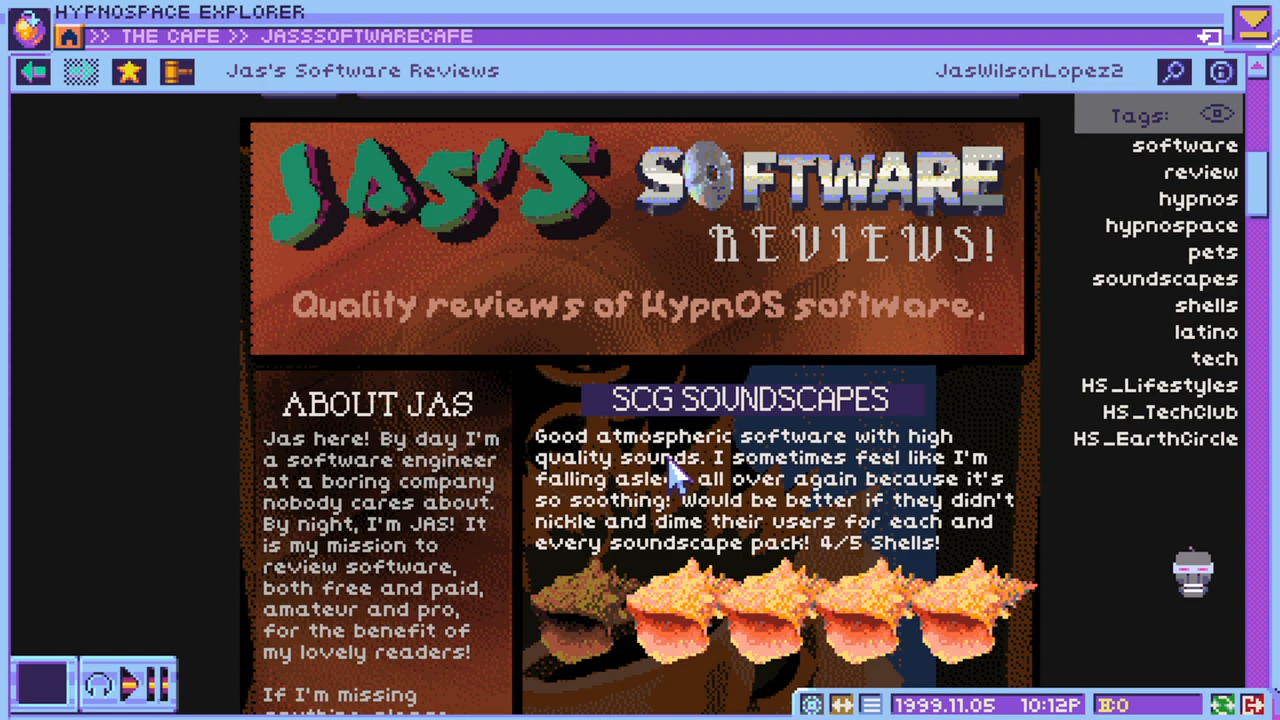 HYPNOSPACE EXPLORER
>> THE CAFE >> JASSSOFTWARECAFE
Jas's Software Reviews
JasWilsonLopez2
Tags:
software
review
hypnos
hypnospace
pets
soundscapes
shells
latino
tech
HS_Lifestyles
HS_TechClub
HS_EarthCircle
JAS'S SOFTWARE
REVIEWS!
Quality reviews of HypnOS software.
ABOUT JAS
Jas here! By day I'm
a software engineer
at a boring company
nobody cares about.
By night, I'm JAS! It
is my mission to
review software,
both free and paid,
amateur and pro,
for the benefit of
my lovely readers!
If I'm missing
SCG SOUNDSCAPES
Good atmospheric software with high
quality sounds. I sometimes feel like I'm
falling asleep all over again because it's
so soothing! Would be better if they didn't
nickle and dime their users for each and
every soundscape pack! 4/5 Shells!
1999.11.05 10:12P
0